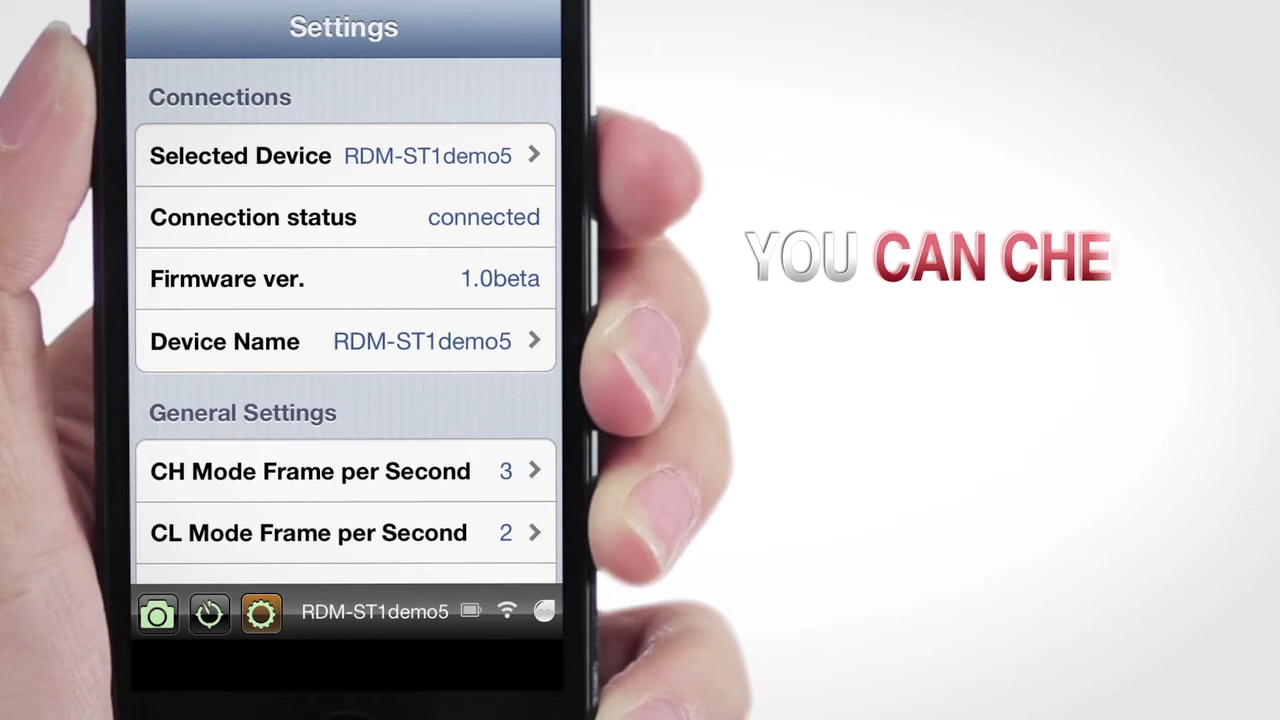 Settings
Connections
Selected Device RDM-ST1demo5
Connection status connected
Firmware ver. 1.0beta
Device Name RDM-ST1demo5
General Settings
CH Mode Frame per Second 3
CL Mode Frame per Second 2
RDM-ST1demo5
YOU CAN CHE